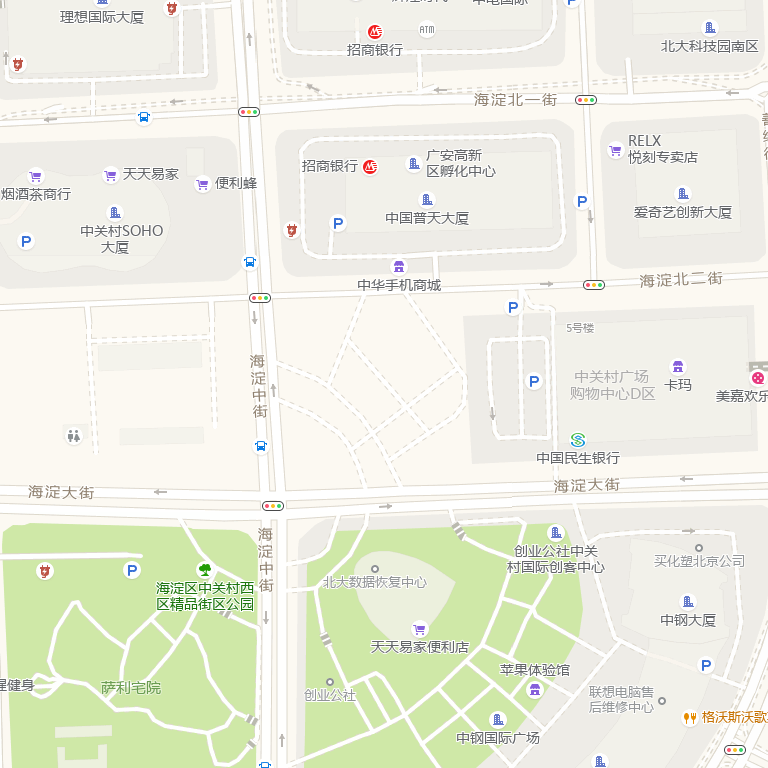 理想国际大厦
招商银行
ATM
北大科技园南区
海淀北一街
RELX
悦刻专卖店
招商银行
广安高新
区孵化中心
天天易家
便利蜂
烟酒茶商行
中国普天大厦
爱奇艺创新大厦
中关村SOHO
大厦
P
P
P
中华手机商城
海淀北二街
P
5号楼
海淀中街
中关村广场
购物中心D区
P
卡玛
美嘉欢乐
中国民生银行
海淀大街
海淀大街
海淀中街
创业公社中关
村国际创客中心
买化塑北京公司
P
北大数据恢复中心
海淀区中关村西
区精品街区公园
中钢大厦
天天易家便利店
P
苹果体验馆
健身
萨利宅院
创业公社
联想电脑售
后维修中心
格沃斯沃歌
中钢国际广场